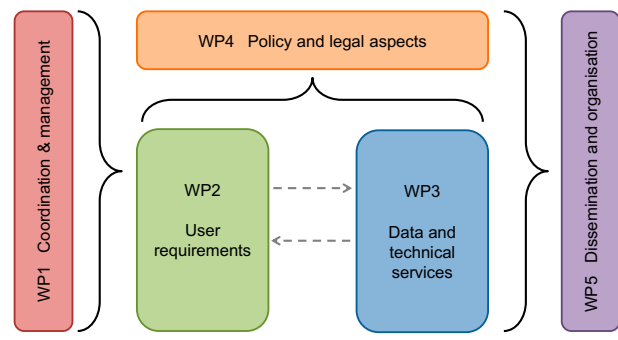 WP1 Coordination & management
WP4 Policy and legal aspects
WP2
User
requirements
WP3
Data and
technical
services
WP5 Dissemination and organisation